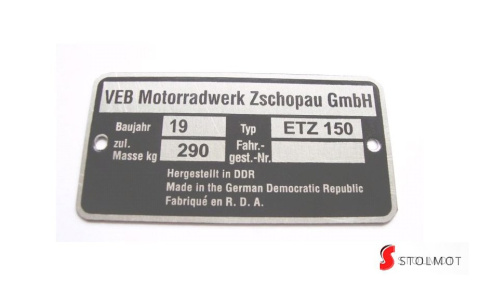 VEB Motorradwerk Zschopau GmbH
Baujahr 19 Typ ETZ 150
zul. Masse kg 290 Fahr.-gest.-Nr.
Hergestellt in DDR
Made in the German Democratic Republic
Fabriqué en R. D. A.
STOLMOT